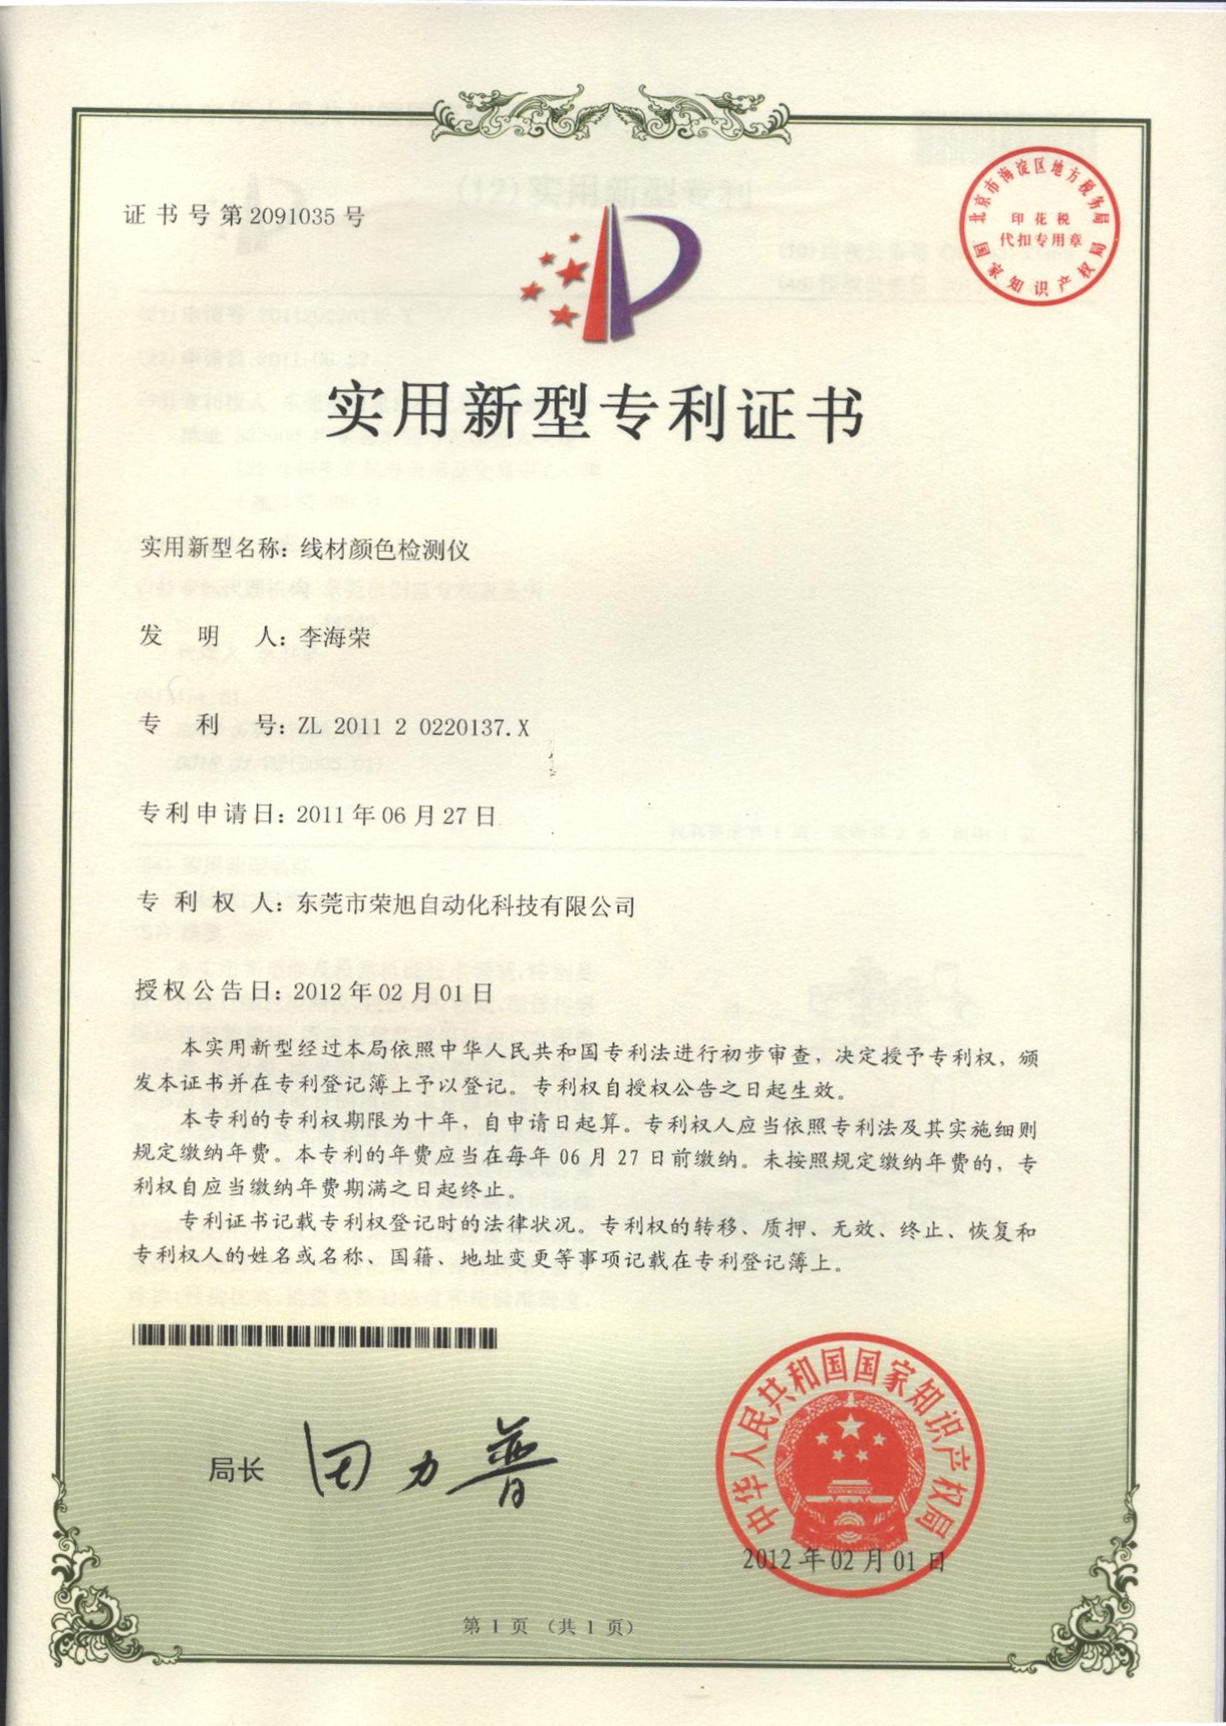 证书号第2091035号
北京市海淀区地方税务局
印花税
代扣专用章
国家知识产权局
实用新型专利证书
实用新型名称：线材颜色检测仪
发明人：李海荣
专利号：ZL 2011 2 0220137.X
专利申请日：2011年06月27日
专利权人：东莞市荣旭自动化科技有限公司
授权公告日：2012年02月01日
本实用新型经过本局依照中华人民共和国专利法进行初步审查，决定授予专利权，颁
发本证书并在专利登记簿上予以登记。专利权自授权公告之日起生效。
本专利的专利权期限为十年，自申请日起算。专利权人应当依照专利法及其实施细则
规定缴纳年费。本专利的年费应当在每年06月27日前缴纳。未按照规定缴纳年费的，专
利权自应当缴纳年费期满之日起终止。
专利证书记载专利权登记时的法律状况。专利权的转移、质押、无效、终止、恢复和
专利权人的姓名或名称、国籍、地址变更等事项记载在专利登记簿上。
局长
田力普
中华人民共和国国家知识产权局
2012年02月01日
第1页（共1页）